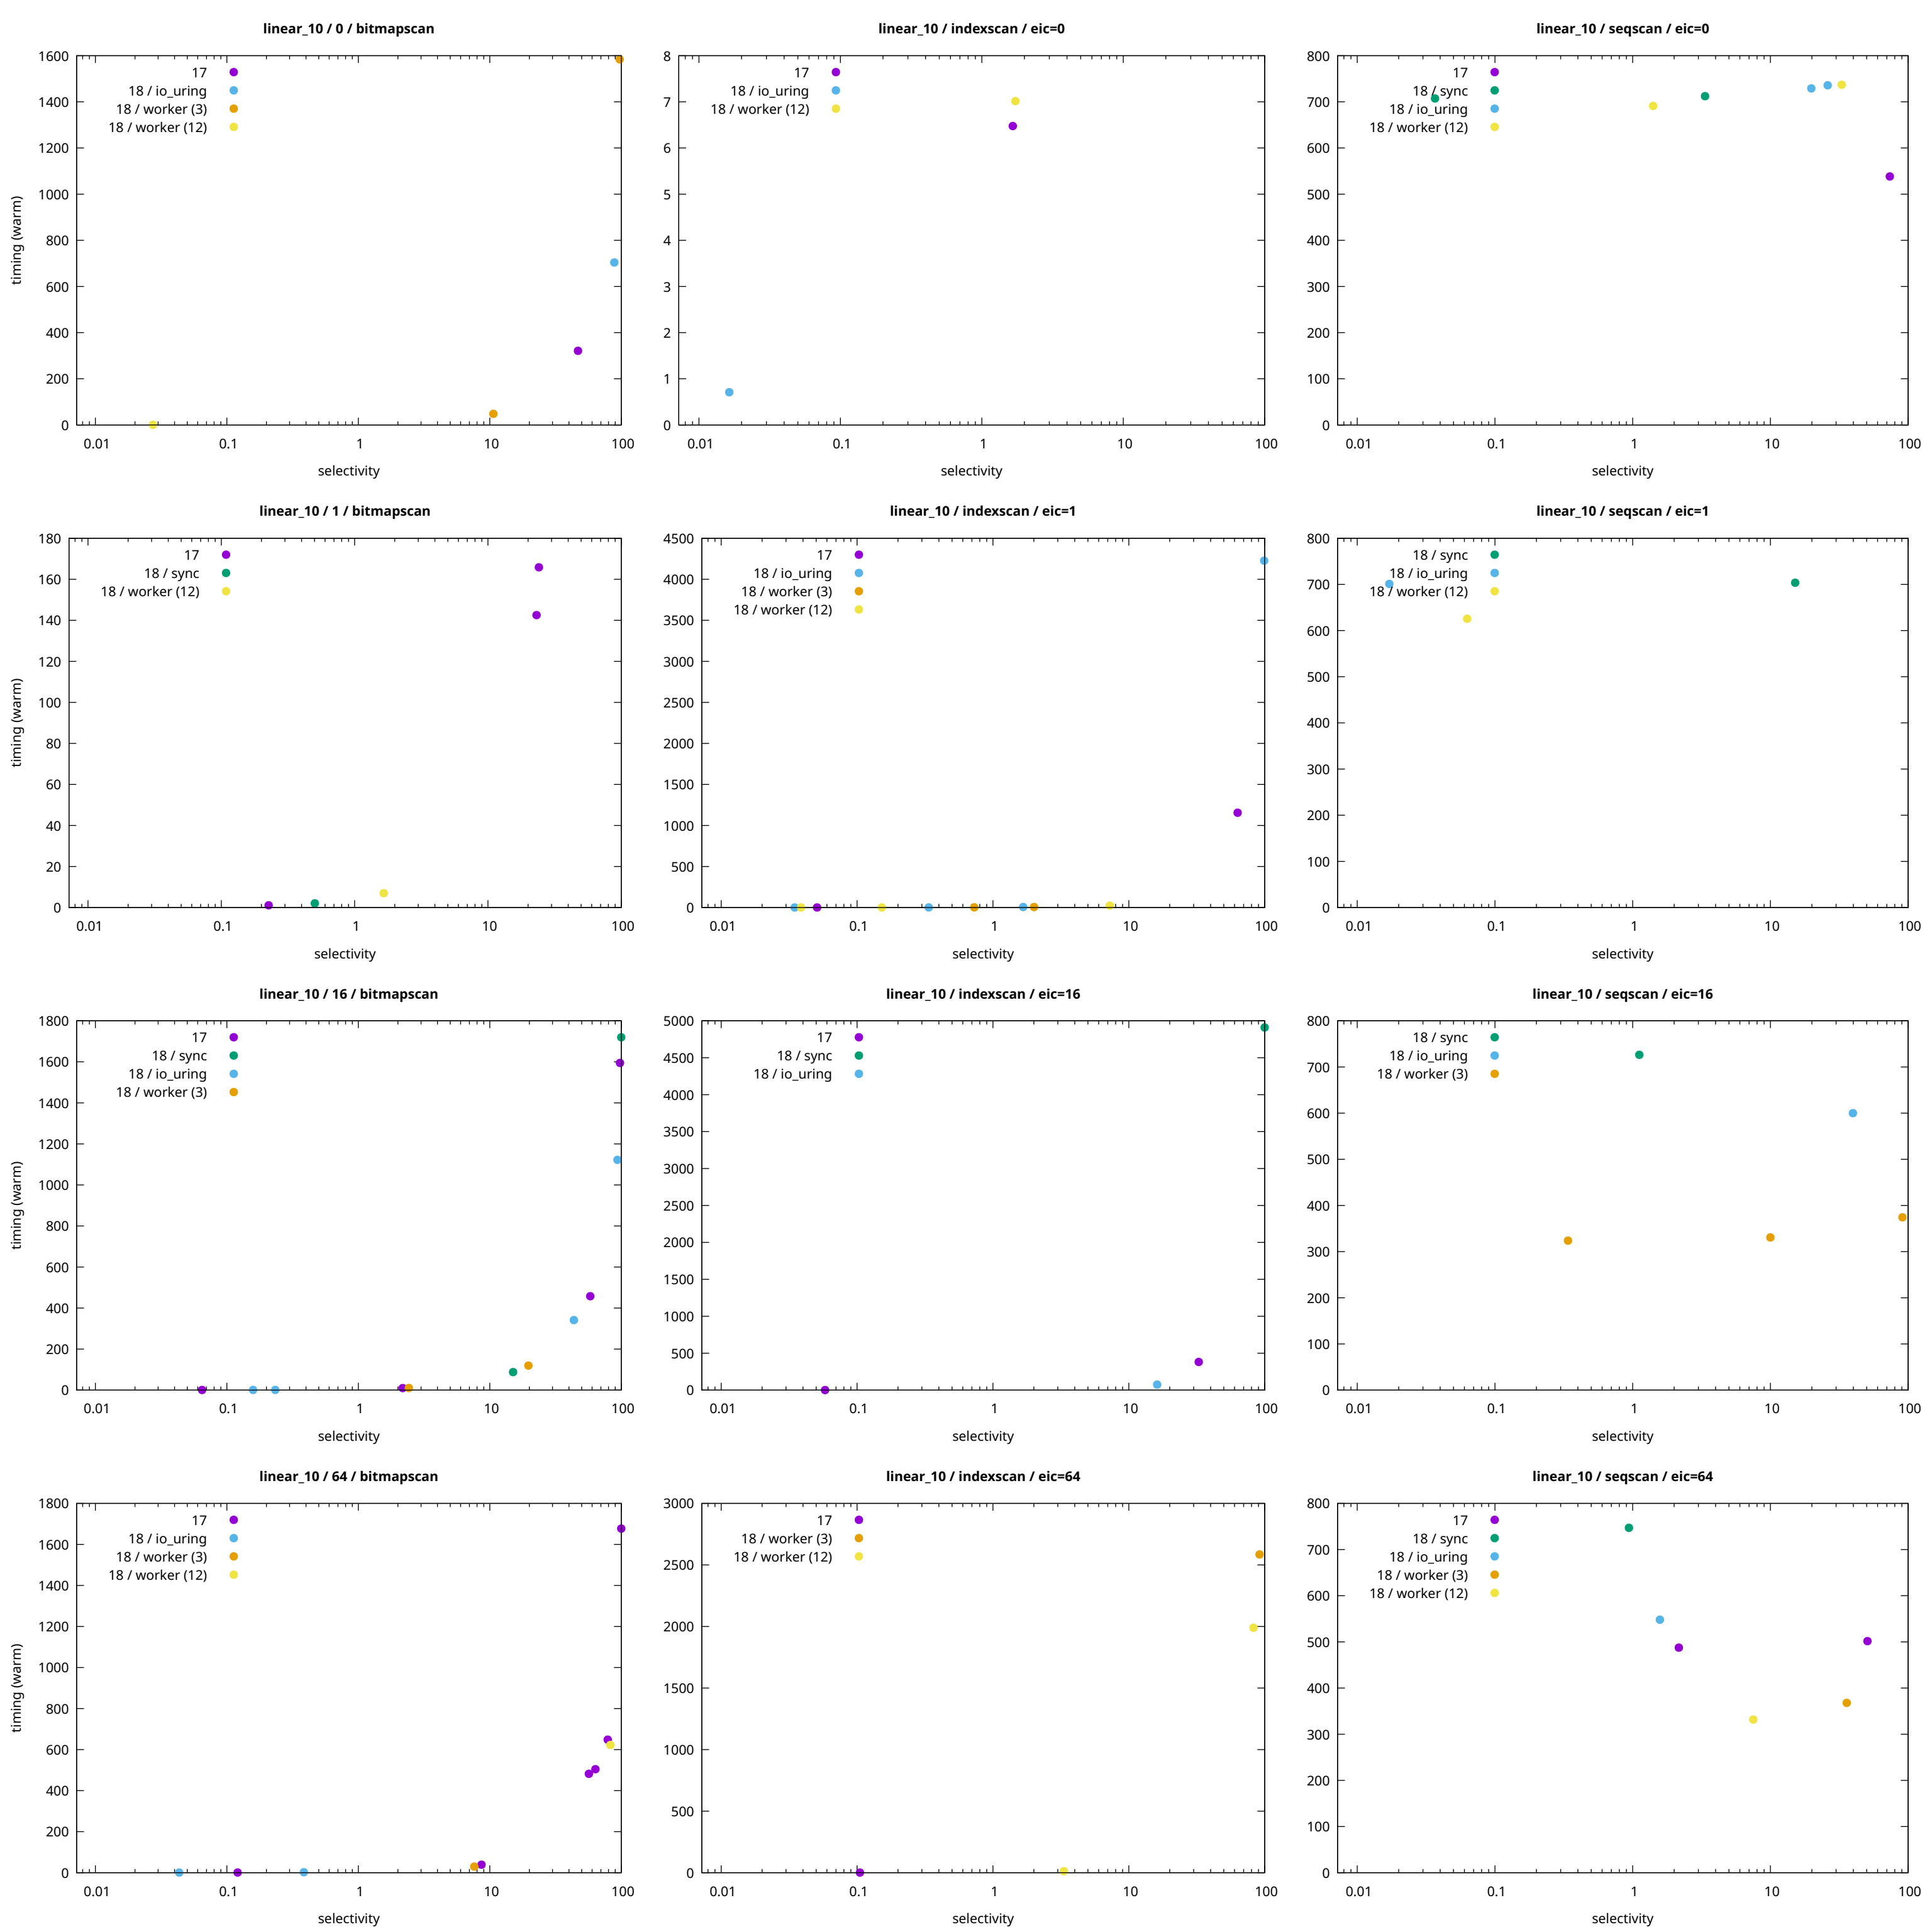 linear_10 / 0 / bitmapscan
1600
1400
1200
1000
800
600
400
200
0
0.01 0.1 1 10 100
timing (warm)
selectivity
17
18 / io_uring
18 / worker (3)
18 / worker (12)
linear_10 / indexscan / eic=0
8
7
6
5
4
3
2
1
0
0.01 0.1 1 10 100
selectivity
17
18 / io_uring
18 / worker (12)
linear_10 / seqscan / eic=0
800
700
600
500
400
300
200
100
0
0.01 0.1 1 10 100
selectivity
17
18 / sync
18 / io_uring
18 / worker (12)
linear_10 / 1 / bitmapscan
180
160
140
120
100
80
60
40
20
0
0.01 0.1 1 10 100
timing (warm)
selectivity
17
18 / sync
18 / worker (12)
linear_10 / indexscan / eic=1
4500
4000
3500
3000
2500
2000
1500
1000
500
0
0.01 0.1 1 10 100
selectivity
17
18 / io_uring
18 / worker (3)
18 / worker (12)
linear_10 / seqscan / eic=1
800
700
600
500
400
300
200
100
0
0.01 0.1 1 10 100
selectivity
18 / sync
18 / io_uring
18 / worker (12)
linear_10 / 16 / bitmapscan
1800
1600
1400
1200
1000
800
600
400
200
0
0.01 0.1 1 10 100
timing (warm)
selectivity
17
18 / sync
18 / io_uring
18 / worker (3)
linear_10 / indexscan / eic=16
5000
4500
4000
3500
3000
2500
2000
1500
1000
500
0
0.01 0.1 1 10 100
selectivity
17
18 / sync
18 / io_uring
linear_10 / seqscan / eic=16
800
700
600
500
400
300
200
100
0
0.01 0.1 1 10 100
selectivity
18 / sync
18 / io_uring
18 / worker (3)
linear_10 / 64 / bitmapscan
1800
1600
1400
1200
1000
800
600
400
200
0
0.01 0.1 1 10 100
timing (warm)
selectivity
17
18 / io_uring
18 / worker (3)
18 / worker (12)
linear_10 / indexscan / eic=64
3000
2500
2000
1500
1000
500
0
0.01 0.1 1 10 100
selectivity
17
18 / worker (3)
18 / worker (12)
linear_10 / seqscan / eic=64
800
700
600
500
400
300
200
100
0
0.01 0.1 1 10 100
selectivity
17
18 / sync
18 / io_uring
18 / worker (3)
18 / worker (12)